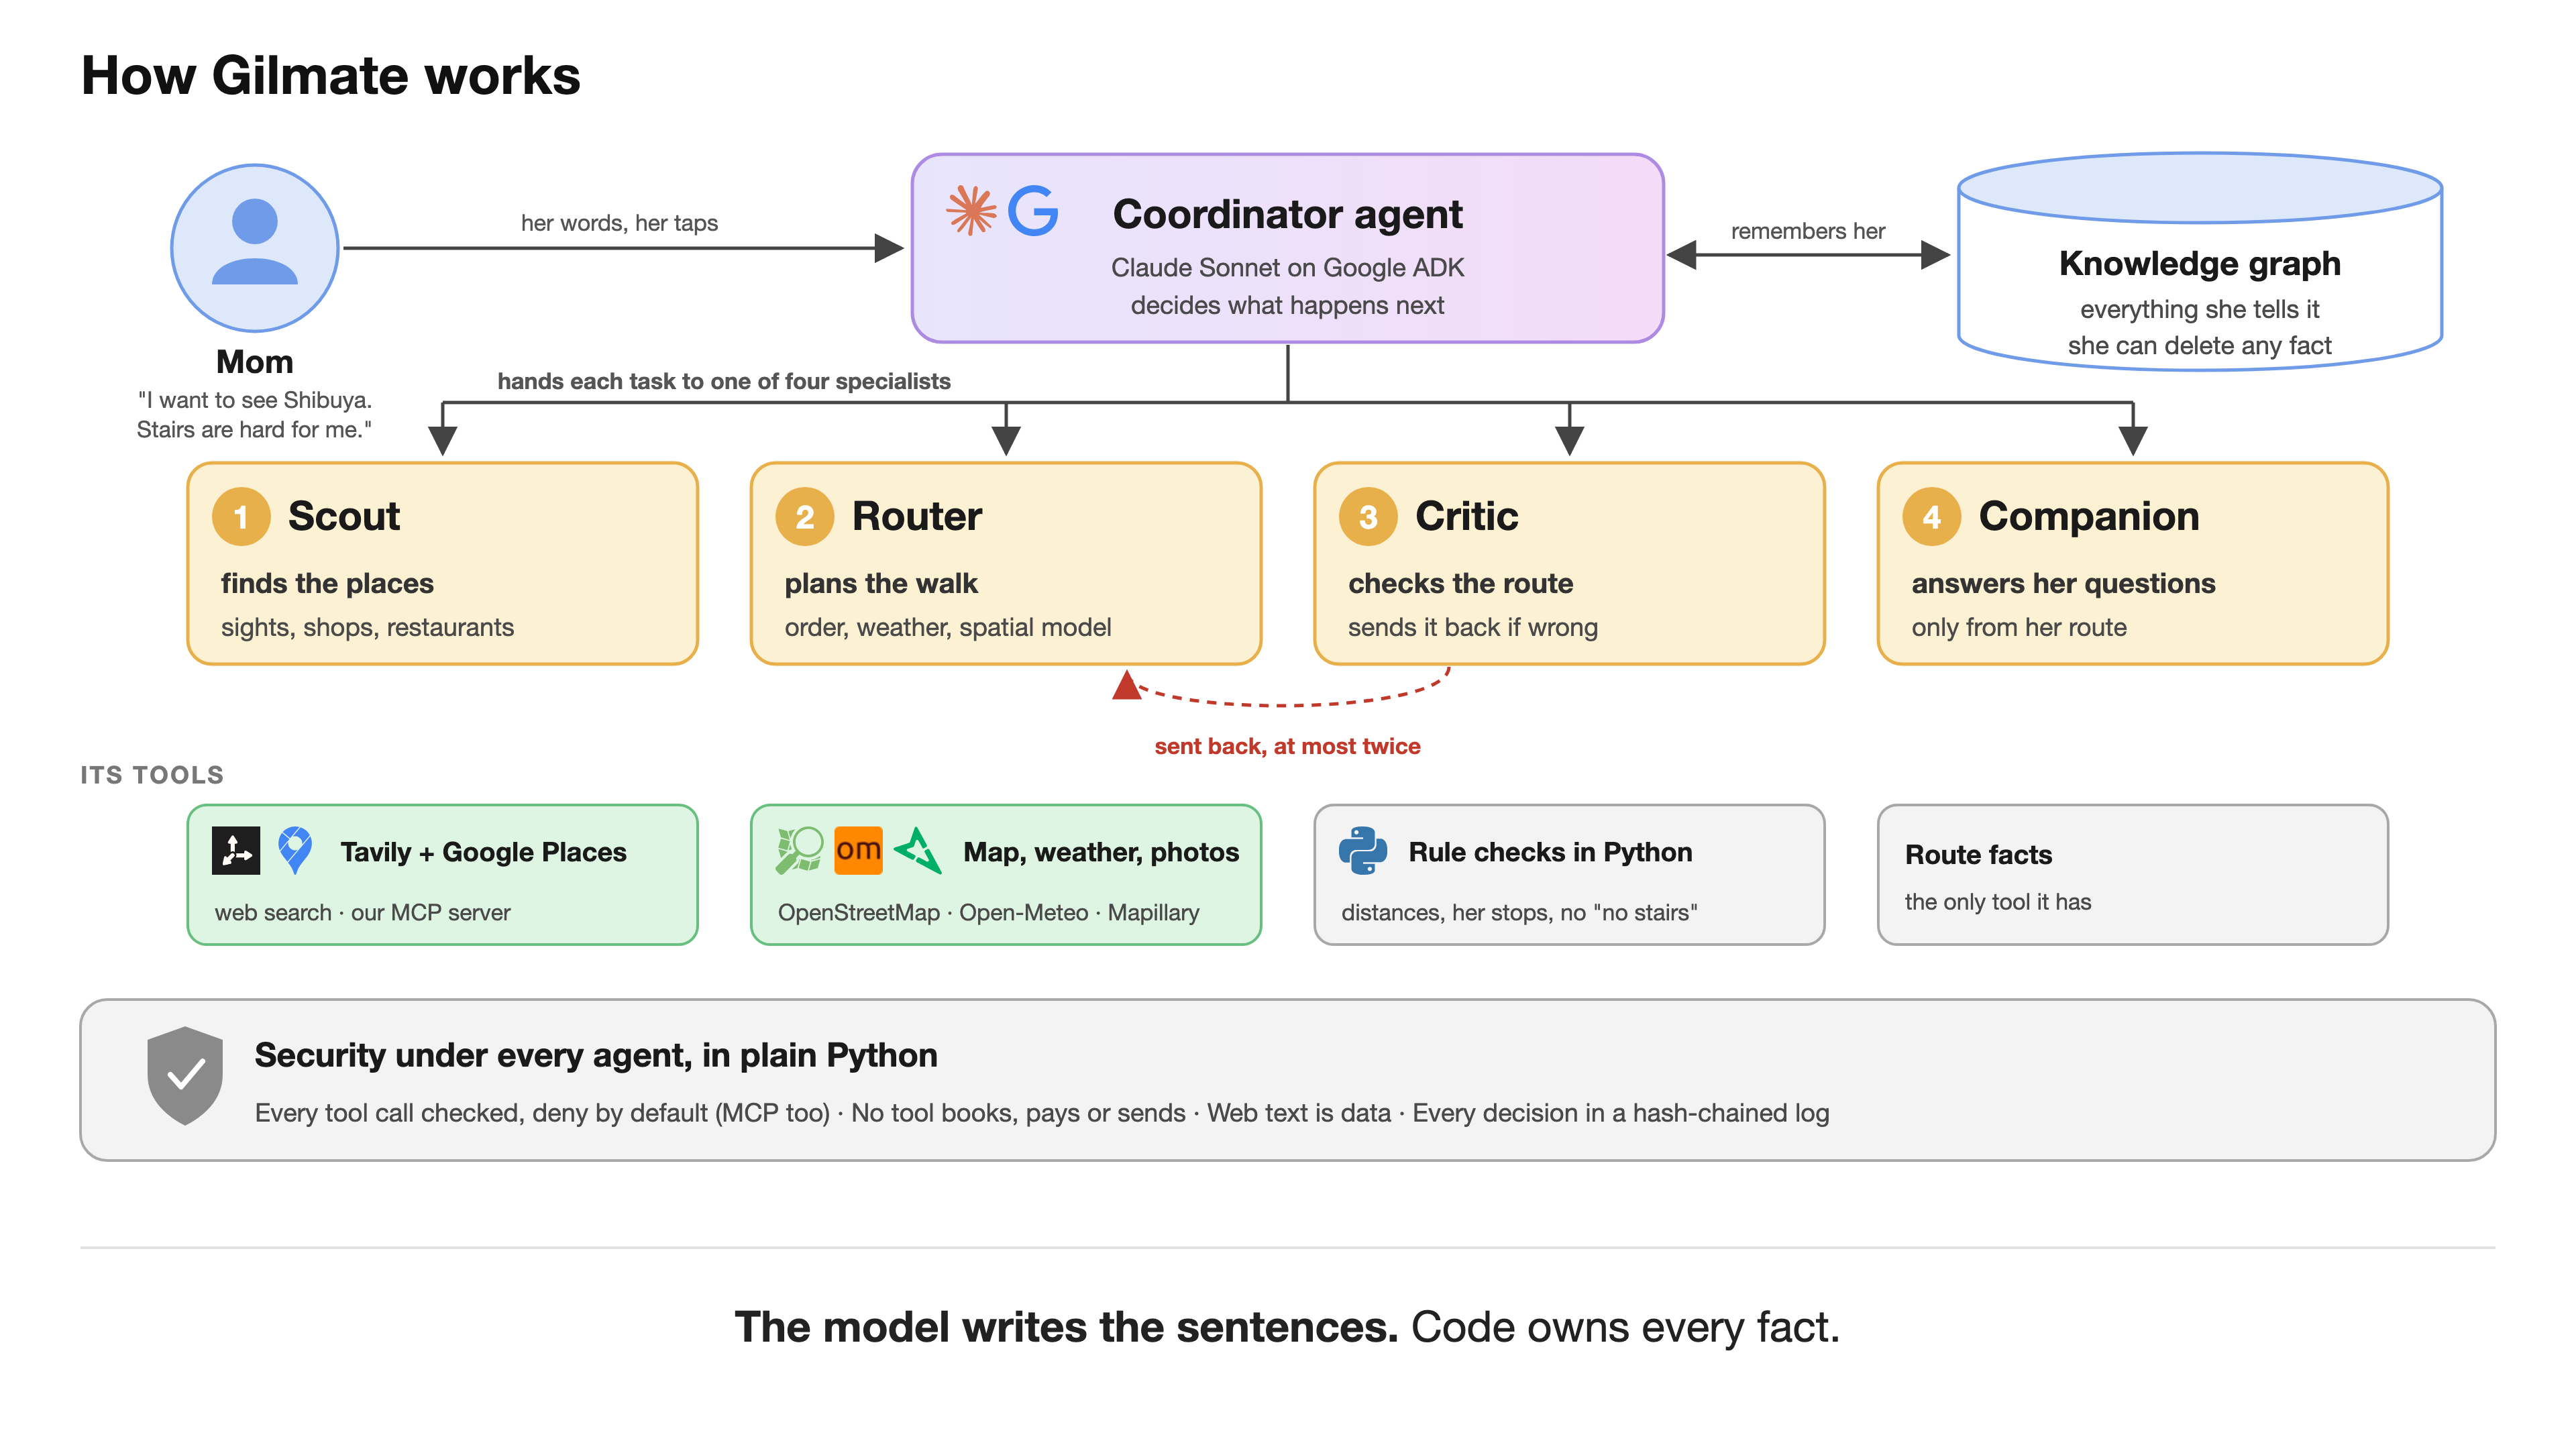 How Gilmate works
her words, her taps
Coordinator agent
Claude Sonnet on Google ADK
decides what happens next
remembers her
Knowledge graph
everything she tells it
she can delete any fact
Mom
"I want to see Shibuya.
Stairs are hard for me."
hands each task to one of four specialists
1 Scout
finds the places
sights, shops, restaurants
2 Router
plans the walk
order, weather, spatial model
3 Critic
checks the route
sends it back if wrong
4 Companion
answers her questions
only from her route
sent back, at most twice
ITS TOOLS
Tavily + Google Places
web search · our MCP server
om
Map, weather, photos
OpenStreetMap · Open-Meteo · Mapillary
Rule checks in Python
distances, her stops, no "no stairs"
Route facts
the only tool it has
Security under every agent, in plain Python
Every tool call checked, deny by default (MCP too) · No tool books, pays or sends · Web text is data · Every decision in a hash-chained log
The model writes the sentences. Code owns every fact.